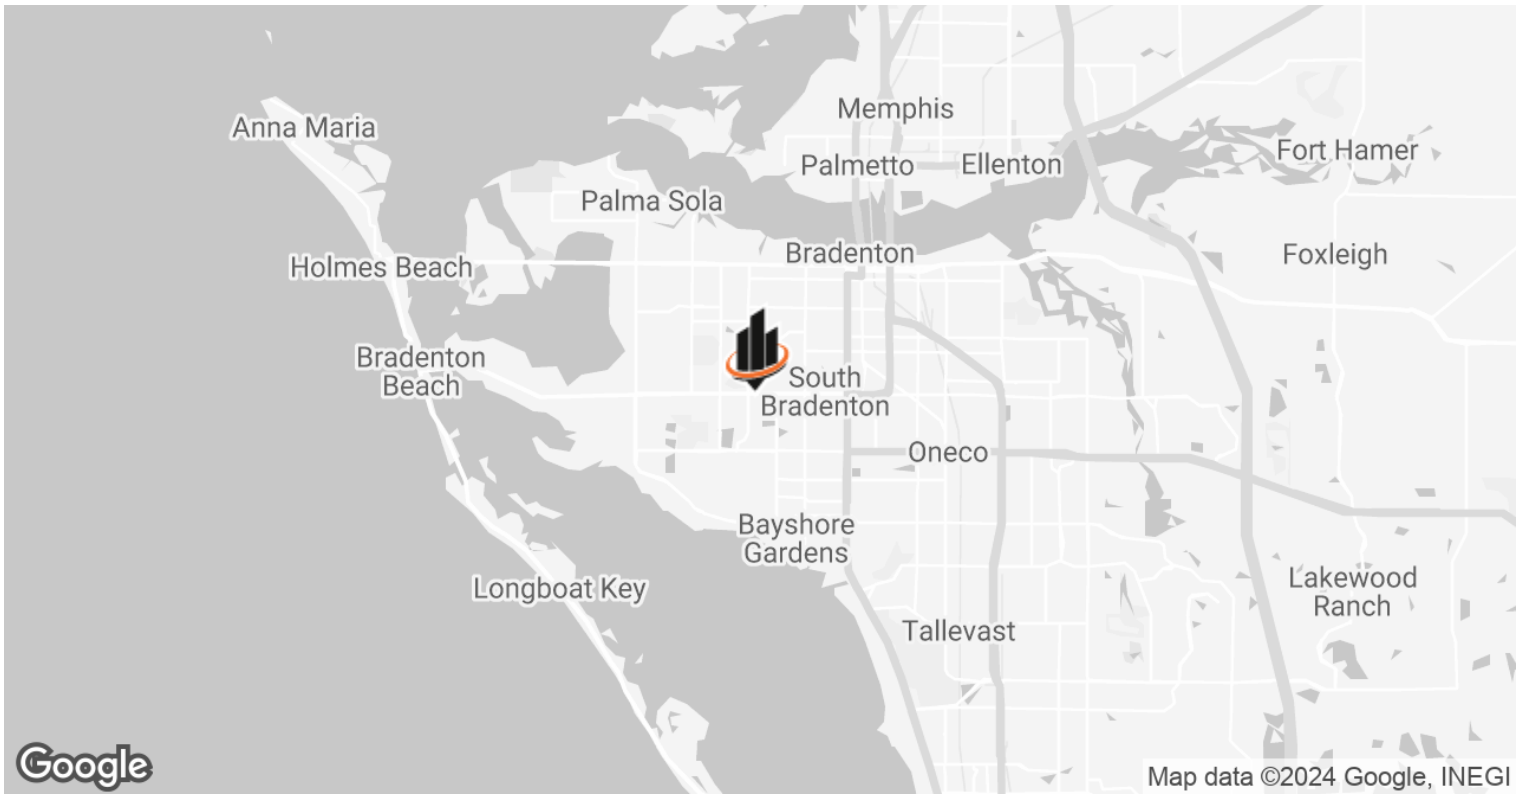 Memphis
Anna Maria
Palmetto
Ellenton
Fort Hamer
Palma Sola
Bradenton
Foxleigh
Holmes Beach
Bradenton
Beach
South
Bradenton
Oneco
Bayshore
Gardens
Longboat Key
Lakewood
Ranch
Tallevast
Google
Map data ©2024 Google, INEGI